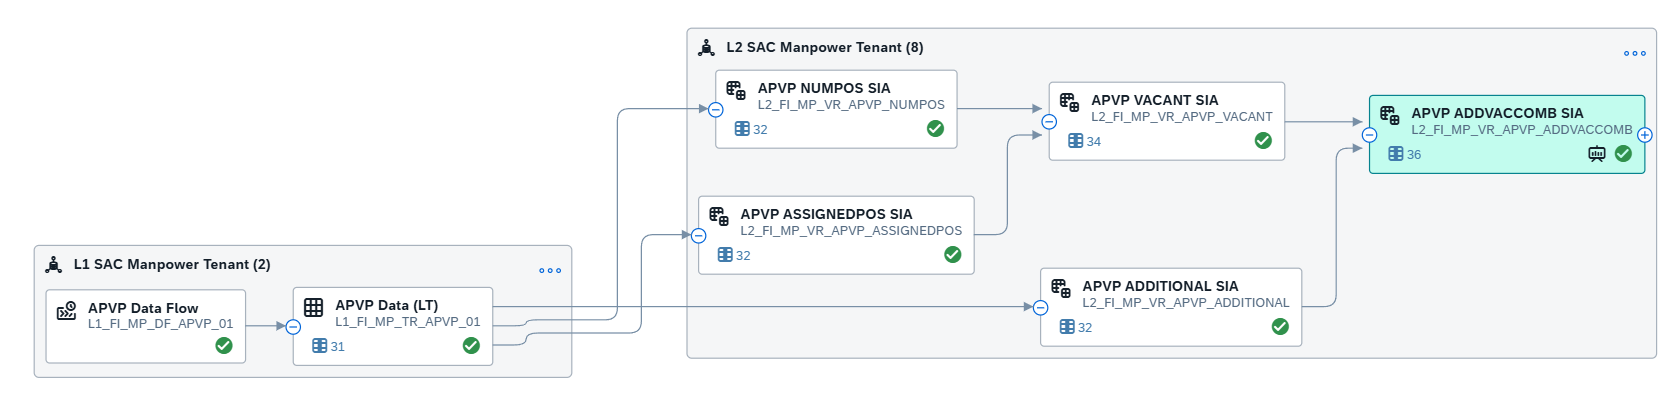 L2 SAC Manpower Tenant (8)
APVP NUMPOS SIA
L2_FI_MP_VR_APVP_NUMPOS
32
APVP VACANT SIA
L2_FI_MP_VR_APVP_VACANT
34
APVP ADDVACCOMB SIA
L2_FI_MP_VR_APVP_ADDVACCOMB
36
APVP ASSIGNEDPOS SIA
L2_FI_MP_VR_APVP_ASSIGNEDPOS
32
L1 SAC Manpower Tenant (2)
APVP Data Flow
L1_FI_MP_DF_APVP_01
APVP Data (LT)
L1_FI_MP_TR_APVP_01
31
APVP ADDITIONAL SIA
L2_FI_MP_VR_APVP_ADDITIONAL
32